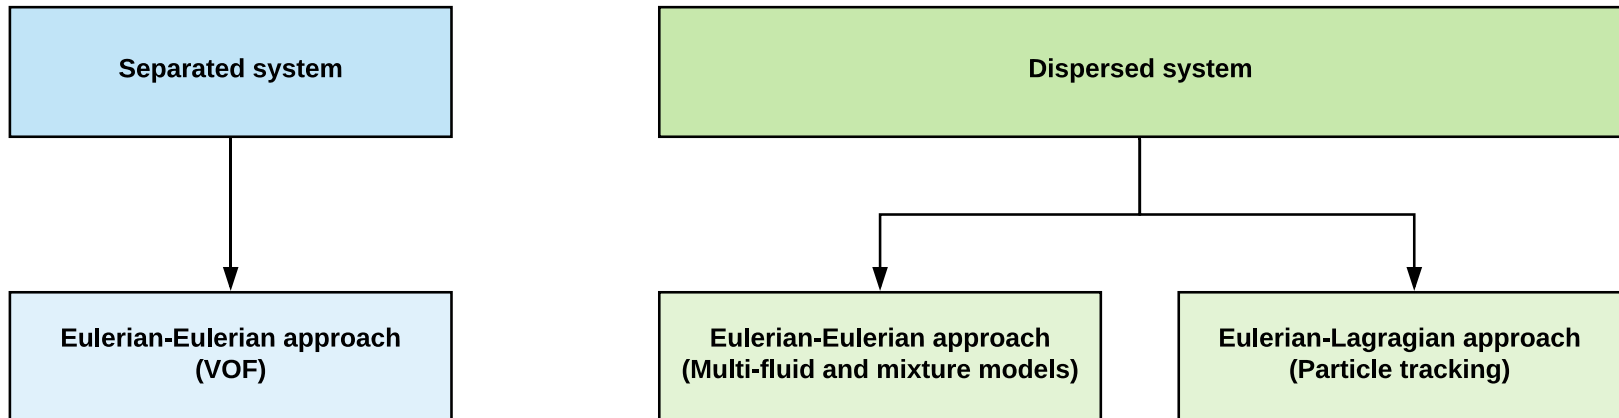 Separated system
Dispersed system
Eulerian-Eulerian approach
(VOF)
Eulerian-Eulerian approach
(Multi-fluid and mixture models)
Eulerian-Lagragian approach
(Particle tracking)